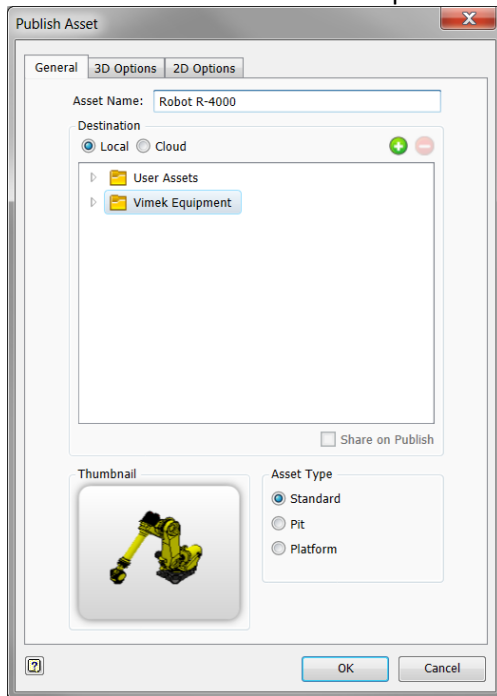 Publish Asset
General 3D Options 2D Options
Asset Name: Robot R-4000
Destination
Local Cloud
User Assets
Vimek Equipment
Share on Publish
Thumbnail
Asset Type
Standard
Pit
Platform
? OK Cancel